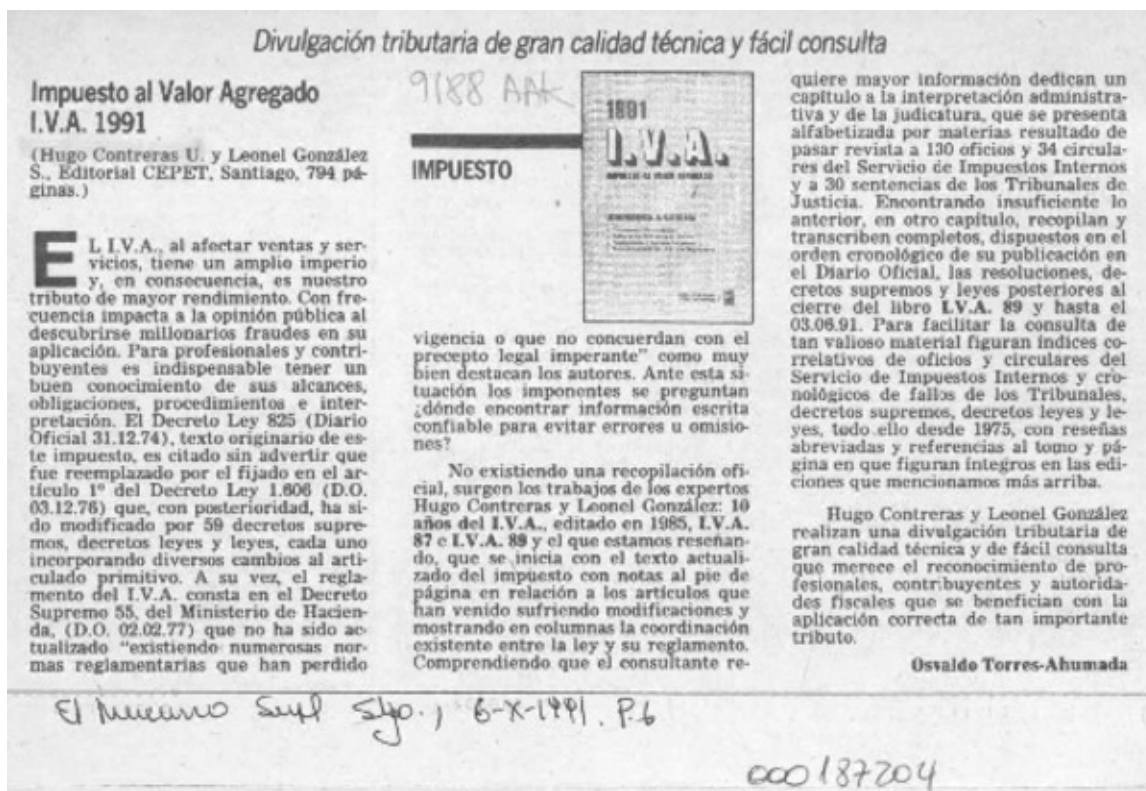 Divulgación tributaria de gran calidad técnica y fácil consulta
Impuesto al Valor Agregado
I.V.A. 1991
(Hugo Contreras U. y Leonel González
S., Editorial CEPET, Santiago, 794 pá-
ginas.)
EL I.V.A., al afectar ventas y ser-
vicios, tiene un amplio imperio
y, en consecuencia, es nuestro
tributo de mayor rendimiento. Con fre-
cuencia impacta a la opinión pública al
descubrirse millonarios fraudes en su
aplicación. Para profesionales y contri-
buyentes es indispensable tener un
buen conocimiento de sus alcances,
obligaciones, procedimientos e inter-
pretación. El Decreto Ley 825 (Diario
Oficial 31.12.74), texto originario de es-
te impuesto, es citado sin advertir que
fue reemplazado por el fijado en el ar-
tículo 1º del Decreto Ley 1.606 (D.O.
03.12.76) que, con posterioridad, ha si-
do modificado por 59 decretos supre-
mos, decretos leyes y leyes, cada uno
incorporando diversos cambios al arti-
culado primitivo. A su vez, el regla-
mento del I.V.A. consta en el Decreto
Supremo 55, del Ministerio de Hacien-
da, (D.O. 02.02.77) que no ha sido ac-
tualizado "existiendo numerosas nor-
mas reglamentarias que han perdido
9188 AAK
IMPUESTO
1991
I.V.A.
IMPUESTO AL VALOR AGREGADO
vigencia o que no concuerdan con el
precepto legal imperante" como muy
bien destacan los autores. Ante esta si-
tuación los imponentes se preguntan
¿dónde encontrar información escrita
confiable para evitar errores u omisio-
nes?
No existiendo una recopilación ofi-
cial, surgen los trabajos de los expertos
Hugo Contreras y Leonel González: 10
años del I.V.A., editado en 1985, I.V.A.
87 e I.V.A. 89 y el que estamos reseñan-
do, que se inicia con el texto actuali-
zado del impuesto con notas al pie de
página en relación a los artículos que
han venido sufriendo modificaciones y
mostrando en columnas la coordinación
existente entre la ley y su reglamento.
Comprendiendo que el consultante re-
quiere mayor información dedican un
capítulo a la interpretación administra-
tiva y de la judicatura, que se presenta
alfabetizada por materias resultado de
pasar revista a 130 oficios y 34 circula-
res del Servicio de Impuestos Internos
y a 30 sentencias de los Tribunales de
Justicia. Encontrando insuficiente lo
anterior, en otro capítulo, recopilan y
transcriben completos, dispuestos en el
orden cronológico de su publicación en
el Diario Oficial, las resoluciones, de-
cretos supremos y leyes posteriores al
cierre del libro I.V.A. 89 y hasta el
03.06.91. Para facilitar la consulta de
tan valioso material figuran índices co-
rrelativos de oficios y circulares del
Servicio de Impuestos Internos y cro-
nológicos de fallos de los Tribunales,
decretos supremos, decretos leyes y le-
yes, todo ello desde 1975, con reseñas
abreviadas y referencias al tomo y pá-
gina en que figuran íntegros en las edi-
ciones que mencionamos más arriba.
Hugo Contreras y Leonel González
realizan una divulgación tributaria de
gran calidad técnica y de fácil consulta
que merece el reconocimiento de pro-
fesionales, contribuyentes y autorida-
des fiscales que se benefician con la
aplicación correcta de tan importante
tributo.
Osvaldo Torres-Ahumada
El Mercurio Supl Stgo., 6-X-1991. P.6
000187204